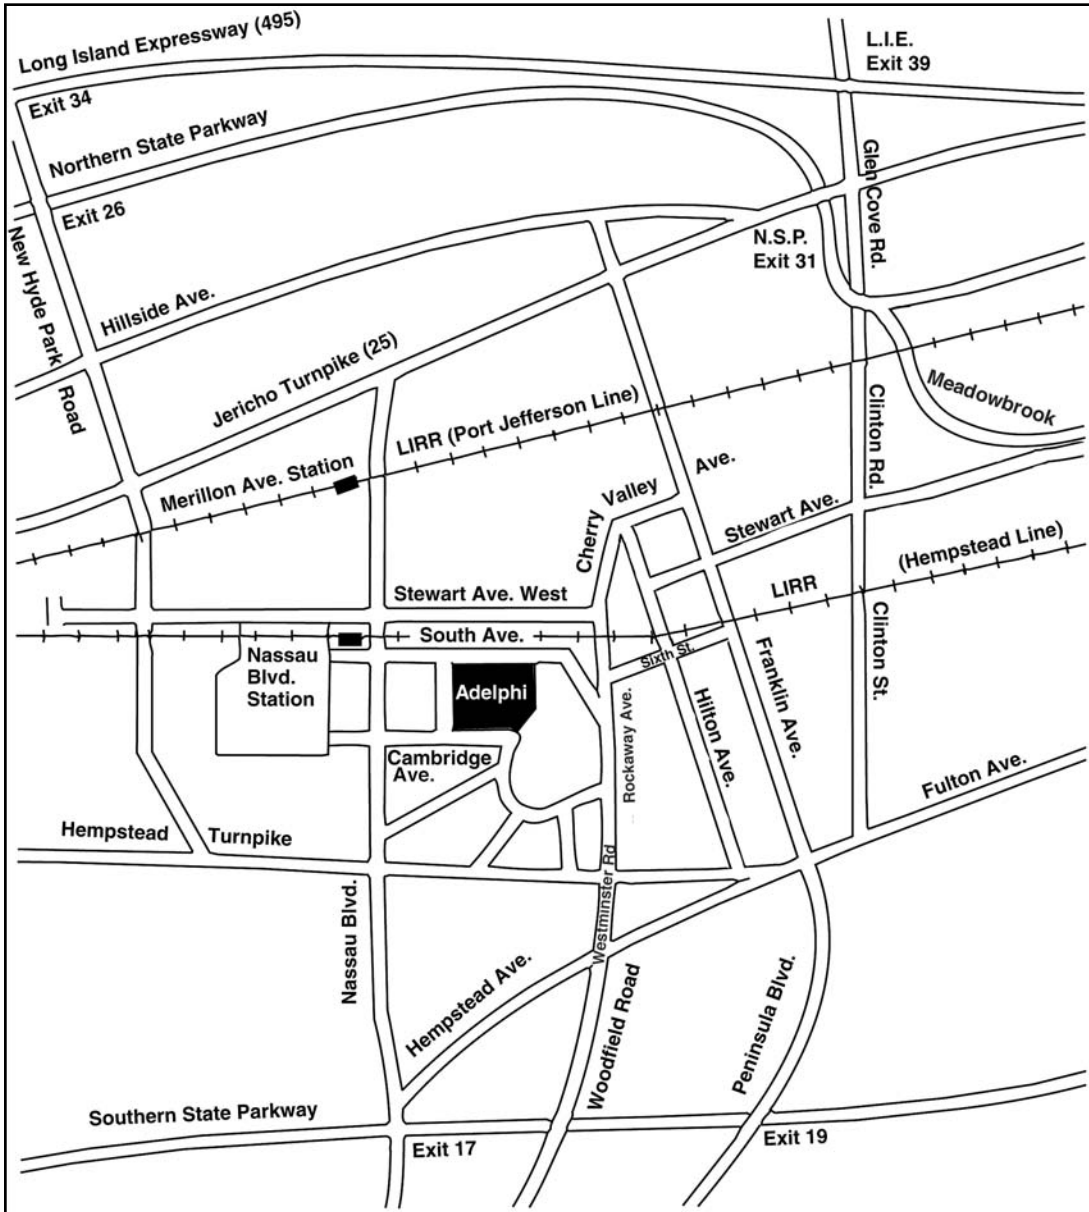 Long Island Expressway (495)
L.I.E.
Exit 39
Exit 34
Northern State Parkway
Glen Cove Rd.
Exit 26
New Hyde Park
Road
N.S.P.
Exit 31
Hillside Ave.
Jericho Turnpike (25)
LIRR (Port Jefferson Line)
Meadowbrook
Clinton Rd.
Merillon Ave. Station
Cherry
Valley
Ave.
Stewart Ave.
(Hempstead Line)
LIRR
Stewart Ave. West
South Ave.
Clinton St.
Nassau
Blvd.
Station
Adelphi
Sixth St.
Franklin Ave.
Hilton Ave.
Rockaway Ave.
Cambridge
Ave.
Fulton Ave.
Hempstead
Turnpike
Westminster Rd
Nassau Blvd.
Hempstead Ave.
Woodfield Road
Peninsula Blvd.
Southern State Parkway
Exit 17
Exit 19